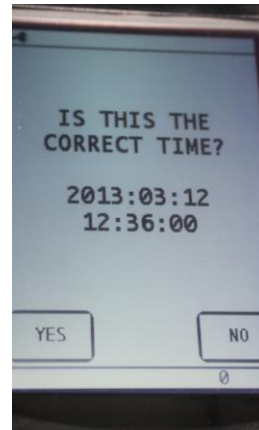 IS THIS THE
CORRECT TIME?
2013:03:12
12:36:00
YES
NO
0